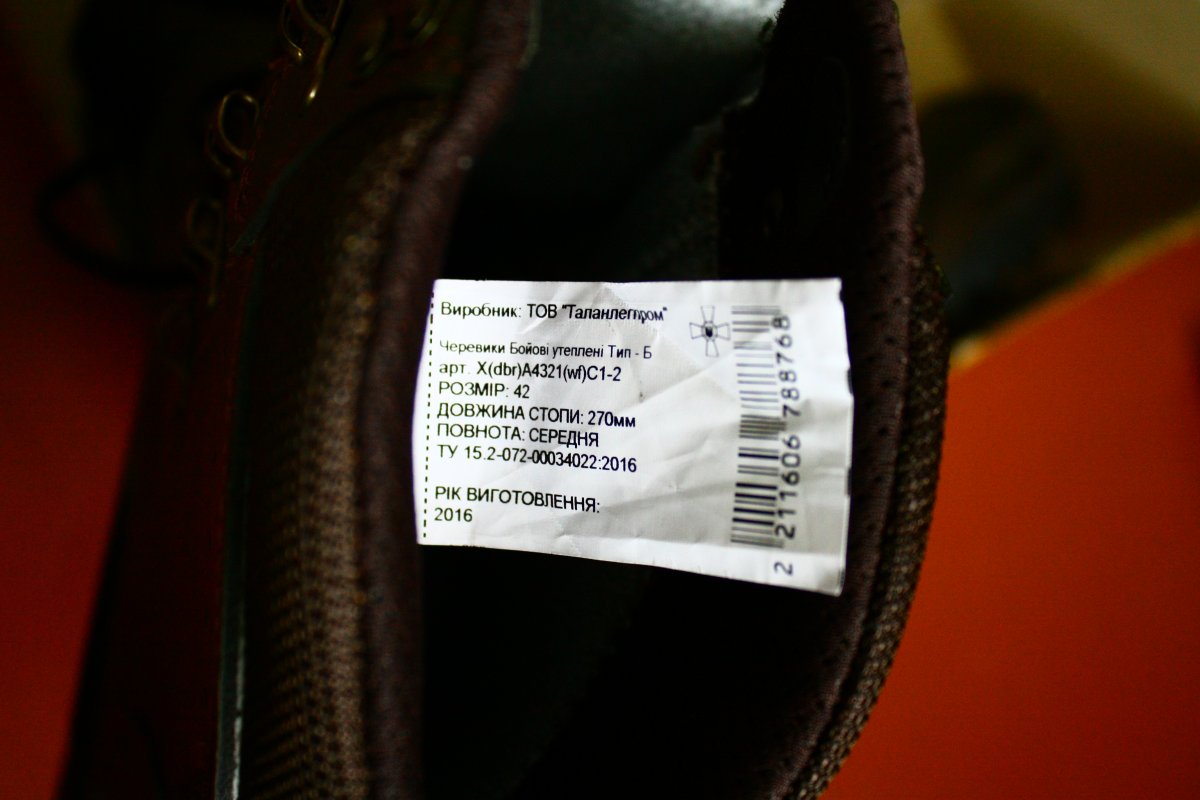 Виробник: ТОВ "Таланлегпром"
Черевики Бойові утеплені Тип - Б
арт. X(dbr)A4321(wf)C1-2
РОЗМІР: 42
ДОВЖИНА СТОПИ: 270мм
ПОВНОТА: СЕРЕДНЯ
ТУ 15.2-072-00034022:2016
РІК ВИГОТОВЛЕННЯ:
2016
2 211606 788768